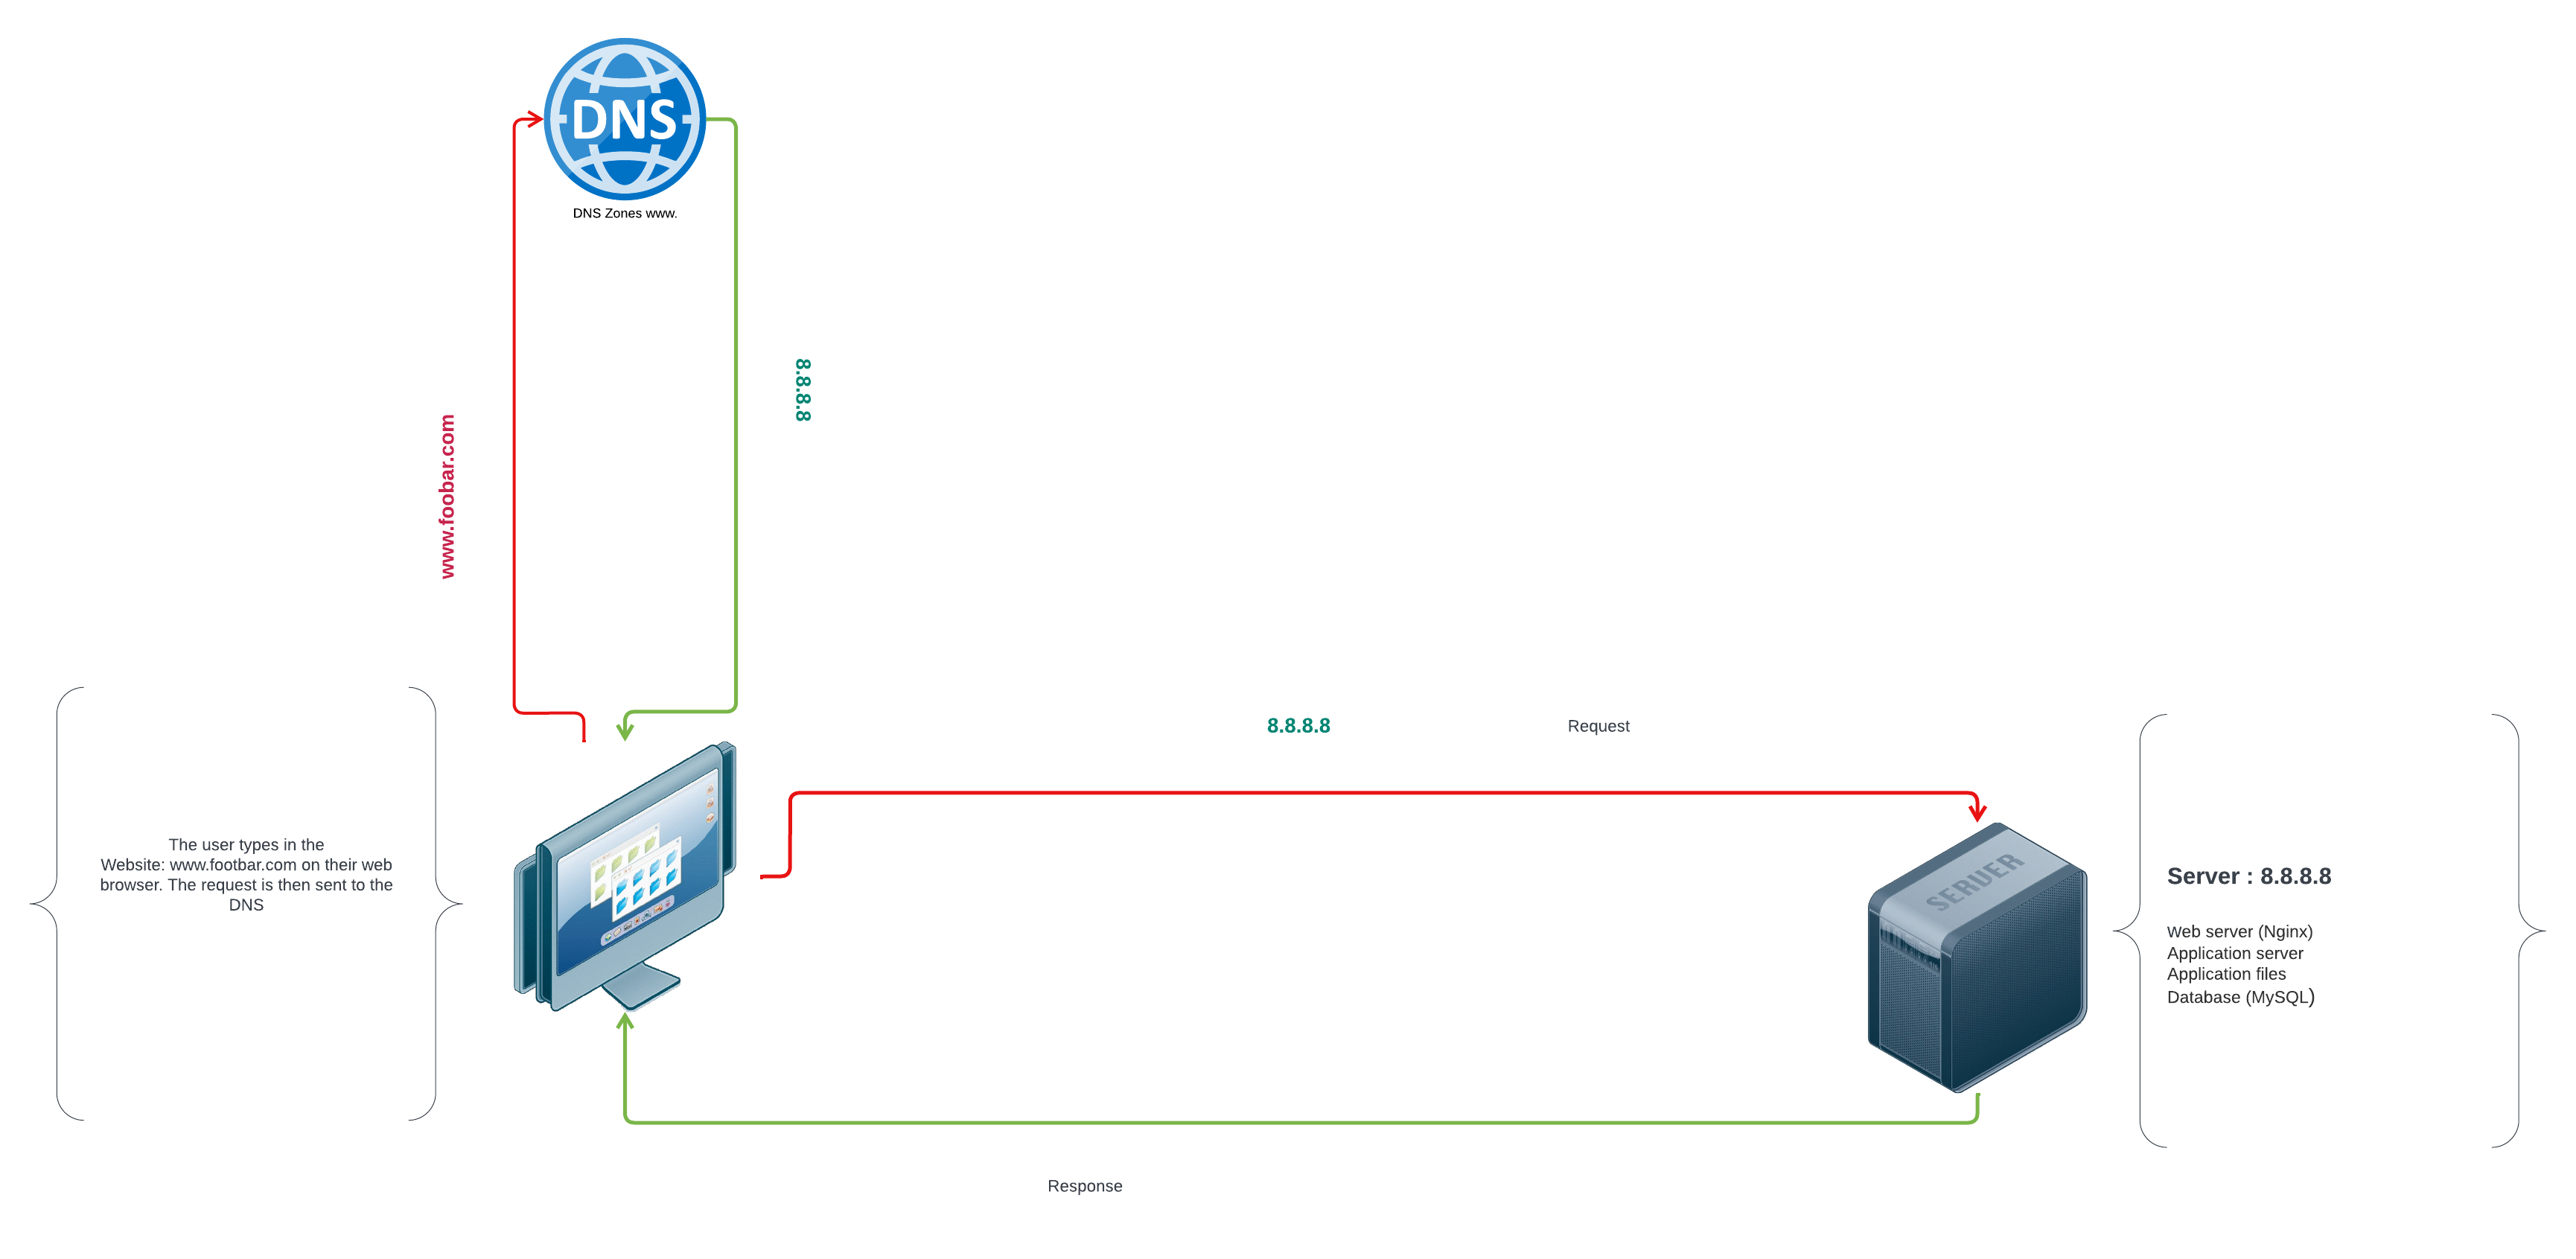 DNS
DNS Zones www.
8.8.8.8
www.foobar.com
8.8.8.8
Request
The user types in the
Website: www.footbar.com on their web
browser. The request is then sent to the
DNS
SERVER
Server : 8.8.8.8
Web server (Nginx)
Application server
Application files
Database (MySQL)
Response